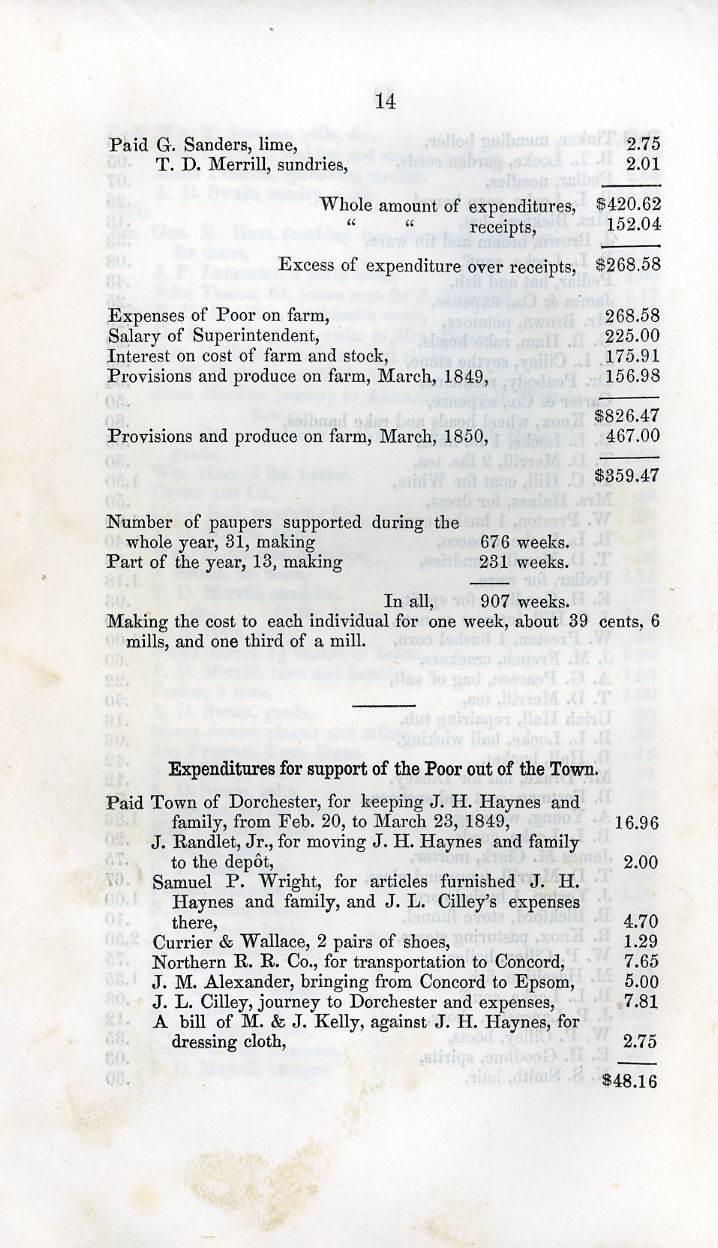 14
Paid G. Sanders, lime, 2.75
T. D. Merrill, sundries, 2.01
Whole amount of expenditures, $420.62
“ “ receipts, 152.04
Excess of expenditure over receipts, $268.58
Expenses of Poor on farm, 268.58
Salary of Superintendent, 225.00
Interest on cost of farm and stock, 175.91
Provisions and produce on farm, March, 1849, 156.98
$826.47
Provisions and produce on farm, March, 1850, 467.00
$359.47
Number of paupers supported during the
whole year, 31, making 676 weeks.
Part of the year, 13, making 231 weeks.
In all, 907 weeks.
Making the cost to each individual for one week, about 39 cents, 6
mills, and one third of a mill.
Expenditures for support of the Poor out of the Town.
Paid Town of Dorchester, for keeping J. H. Haynes and
family, from Feb. 20, to March 23, 1849, 16.96
J. Randlet, Jr., for moving J. H. Haynes and family
to the depôt, 2.00
Samuel P. Wright, for articles furnished J. H.
Haynes and family, and J. L. Cilley’s expenses
there, 4.70
Currier & Wallace, 2 pairs of shoes, 1.29
Northern R. R. Co., for transportation to Concord, 7.65
J. M. Alexander, bringing from Concord to Epsom, 5.00
J. L. Cilley, journey to Dorchester and expenses, 7.81
A bill of M. & J. Kelly, against J. H. Haynes, for
dressing cloth, 2.75
$48.16